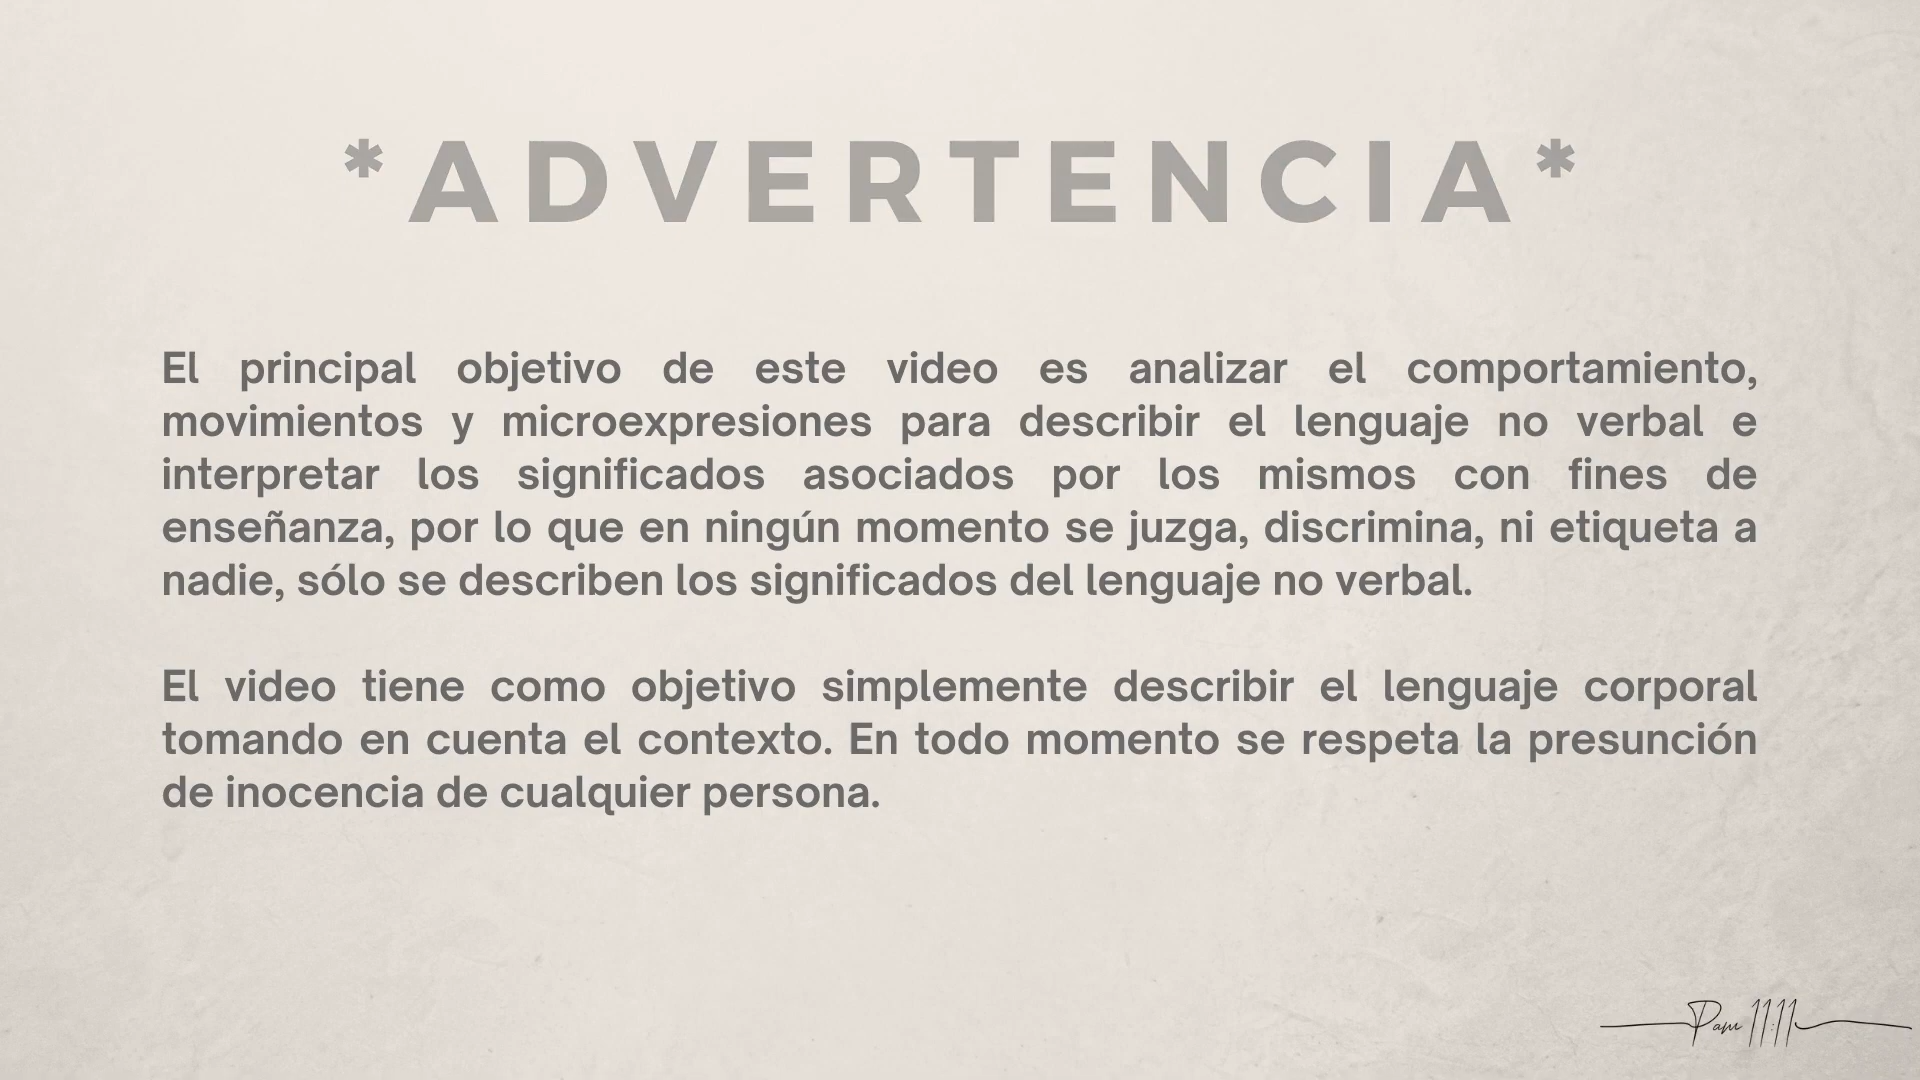 *ADVERTENCIA*
El principal objetivo de este video es analizar el comportamiento,
movimientos y microexpresiones para describir el lenguaje no verbal e
interpretar los significados asociados por los mismos con fines de
enseñanza, por lo que en ningún momento se juzga, discrimina, ni etiqueta a
nadie, sólo se describen los significados del lenguaje no verbal.
El video tiene como objetivo simplemente describir el lenguaje corporal
tomando en cuenta el contexto. En todo momento se respeta la presunción
de inocencia de cualquier persona.
Pam 11:11